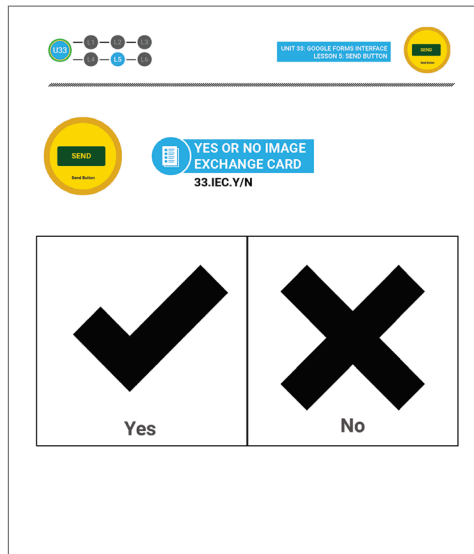 U33
L1
L2
L3
L4
L5
L6
UNIT 33: GOOGLE FORMS INTERFACE
LESSON 5: SEND BUTTON
SEND
Send Button
SEND
Send Button
YES OR NO IMAGE
EXCHANGE CARD
33.IEC.Y/N
Yes
No